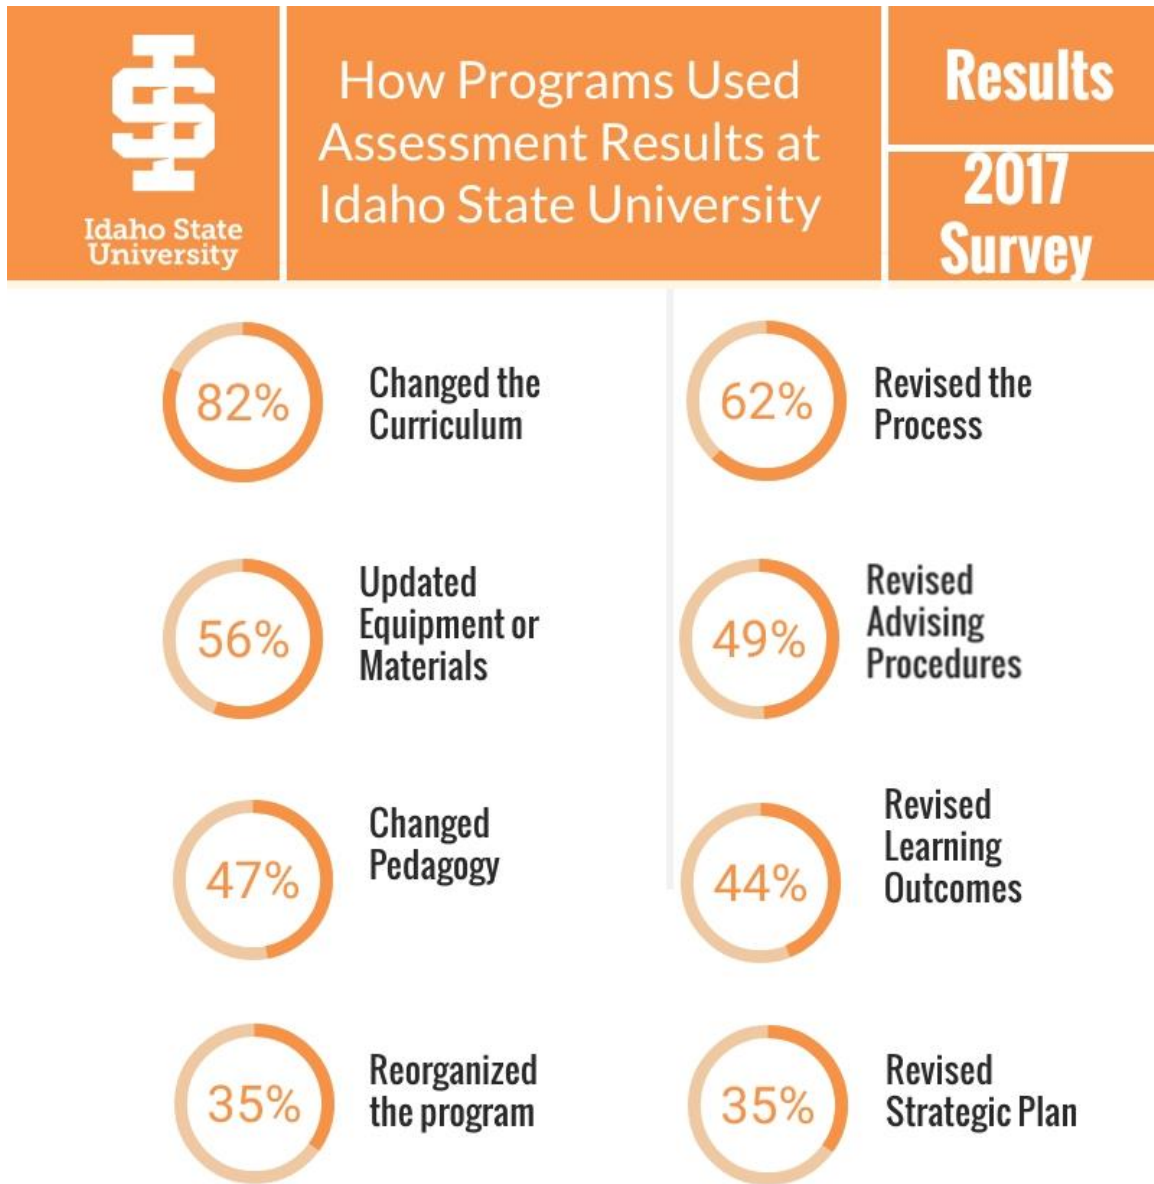 Idaho State
University
How Programs Used
Assessment Results at
Idaho State University
Results
2017
Survey
82%
Changed the
Curriculum
62%
Revised the
Process
56%
Updated
Equipment or
Materials
49%
Revised
Advising
Procedures
47%
Changed
Pedagogy
44%
Revised
Learning
Outcomes
35%
Reorganized
the program
35%
Revised
Strategic Plan